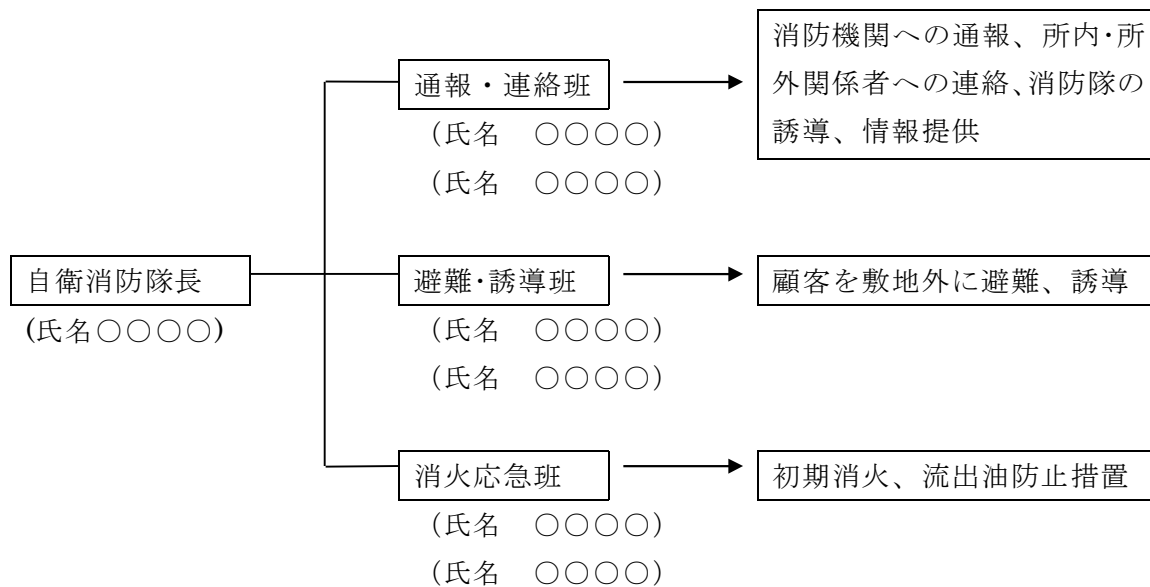 消防機関への通報、所内･所
外関係者への連絡､消防隊の
誘導、情報提供
通報・連絡班
(氏名　○○○○)
(氏名　○○○○)
自衛消防隊長
(氏名○○○○)
避難･誘導班
(氏名　○○○○)
(氏名　○○○○)
顧客を敷地外に避難、誘導
消火応急班
(氏名　○○○○)
(氏名　○○○○)
初期消火、流出油防止措置